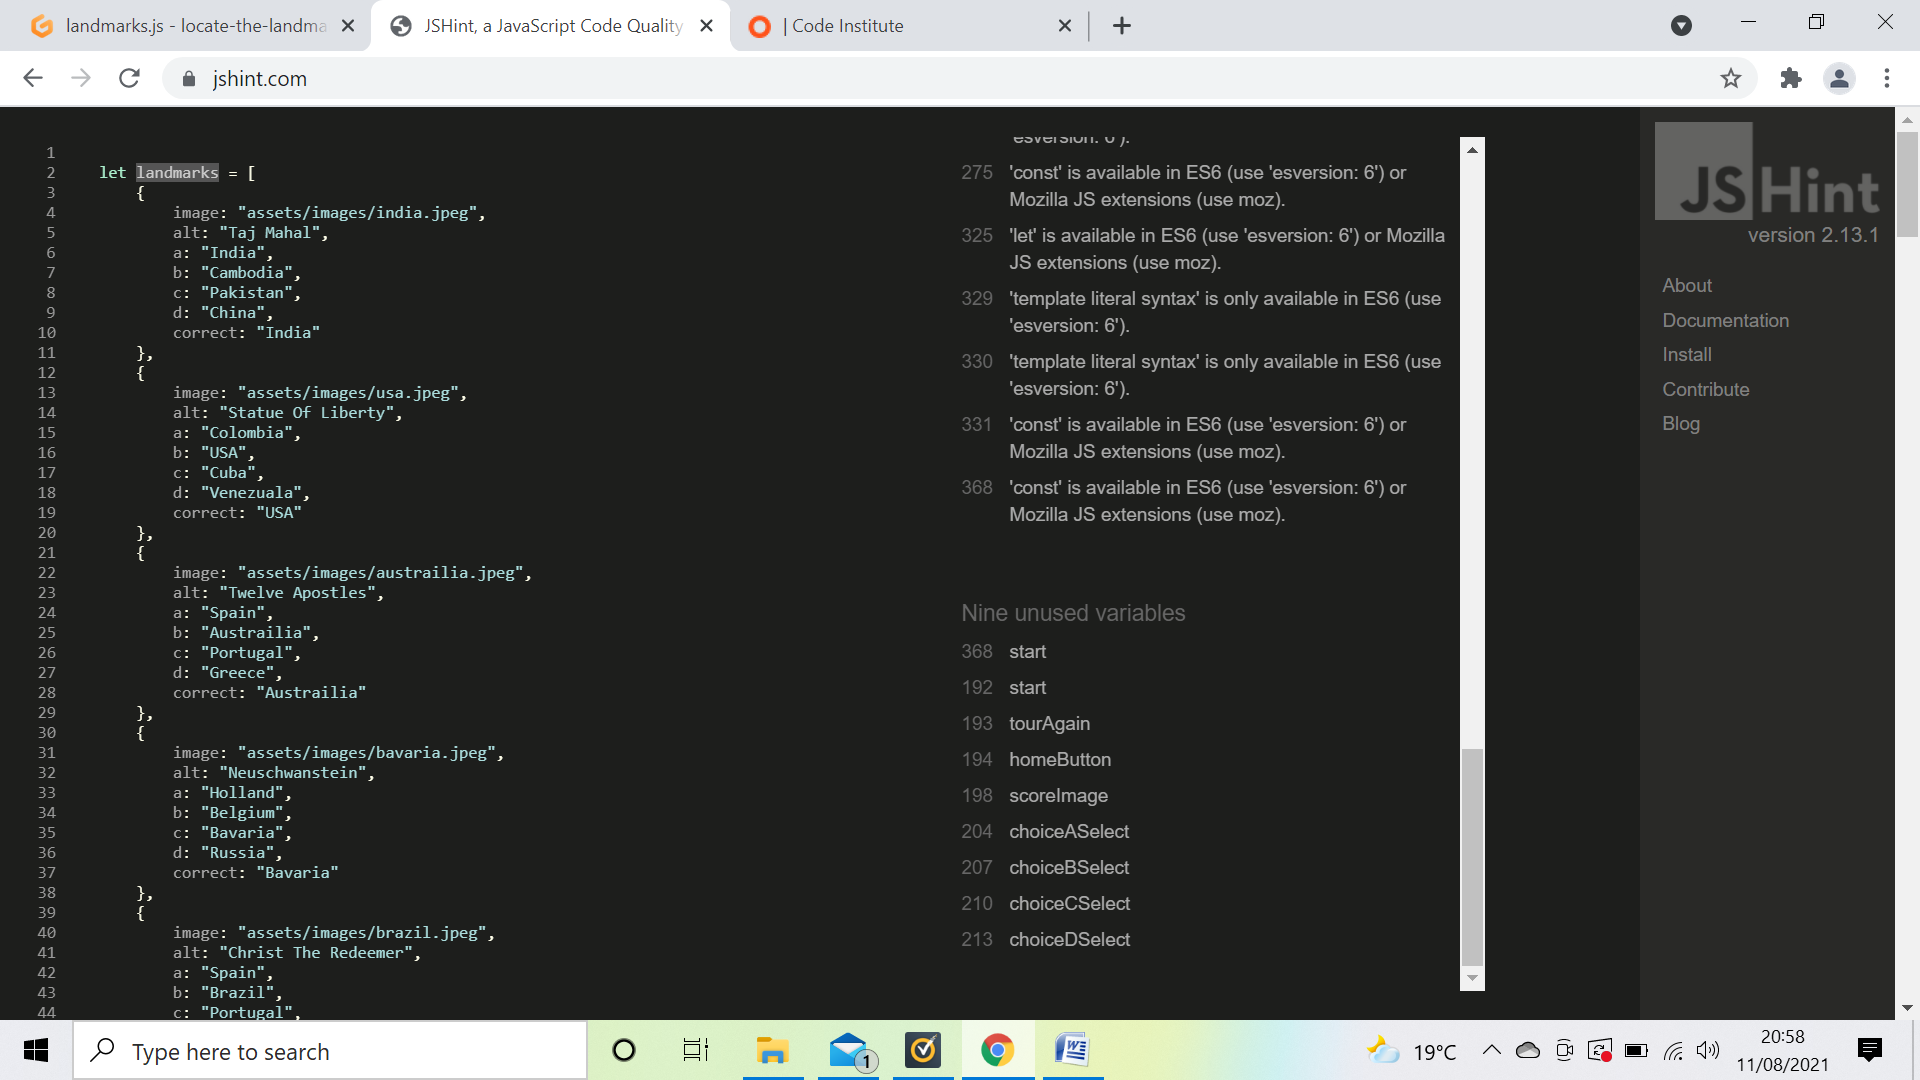 landmarks.js - locate-the-landma
JSHint, a JavaScript Code Quality
| Code Institute
jshint.com
1
2 let landmarks = [
3 {
4 image: "assets/images/india.jpeg",
5 alt: "Taj Mahal",
6 a: "India",
7 b: "Cambodia",
8 c: "Pakistan",
9 d: "China",
10 correct: "India"
11 },
12 {
13 image: "assets/images/usa.jpeg",
14 alt: "Statue Of Liberty",
15 a: "Colombia",
16 b: "USA",
17 c: "Cuba",
18 d: "Venezuala",
19 correct: "USA"
20 },
21 {
22 image: "assets/images/austrailia.jpeg",
23 alt: "Twelve Apostles",
24 a: "Spain",
25 b: "Austrailia",
26 c: "Portugal",
27 d: "Greece",
28 correct: "Austrailia"
29 },
30 {
31 image: "assets/images/bavaria.jpeg",
32 alt: "Neuschwanstein",
33 a: "Holland",
34 b: "Belgium",
35 c: "Bavaria",
36 d: "Russia",
37 correct: "Bavaria"
38 },
39 {
40 image: "assets/images/brazil.jpeg",
41 alt: "Christ The Redeemer",
42 a: "Spain",
43 b: "Brazil",
44 c: "Portugal",
'esversion: 6').
275 'const' is available in ES6 (use 'esversion: 6') or
Mozilla JS extensions (use moz).
325 'let' is available in ES6 (use 'esversion: 6') or Mozilla
JS extensions (use moz).
329 'template literal syntax' is only available in ES6 (use
'esversion: 6').
330 'template literal syntax' is only available in ES6 (use
'esversion: 6').
331 'const' is available in ES6 (use 'esversion: 6') or
Mozilla JS extensions (use moz).
368 'const' is available in ES6 (use 'esversion: 6') or
Mozilla JS extensions (use moz).
Nine unused variables
368 start
192 start
193 tourAgain
194 homeButton
198 scoreImage
204 choiceASelect
207 choiceBSelect
210 choiceCSelect
213 choiceDSelect
JSHint
version 2.13.1
About
Documentation
Install
Contribute
Blog
Type here to search
1
W
19°C
20:58
11/08/2021